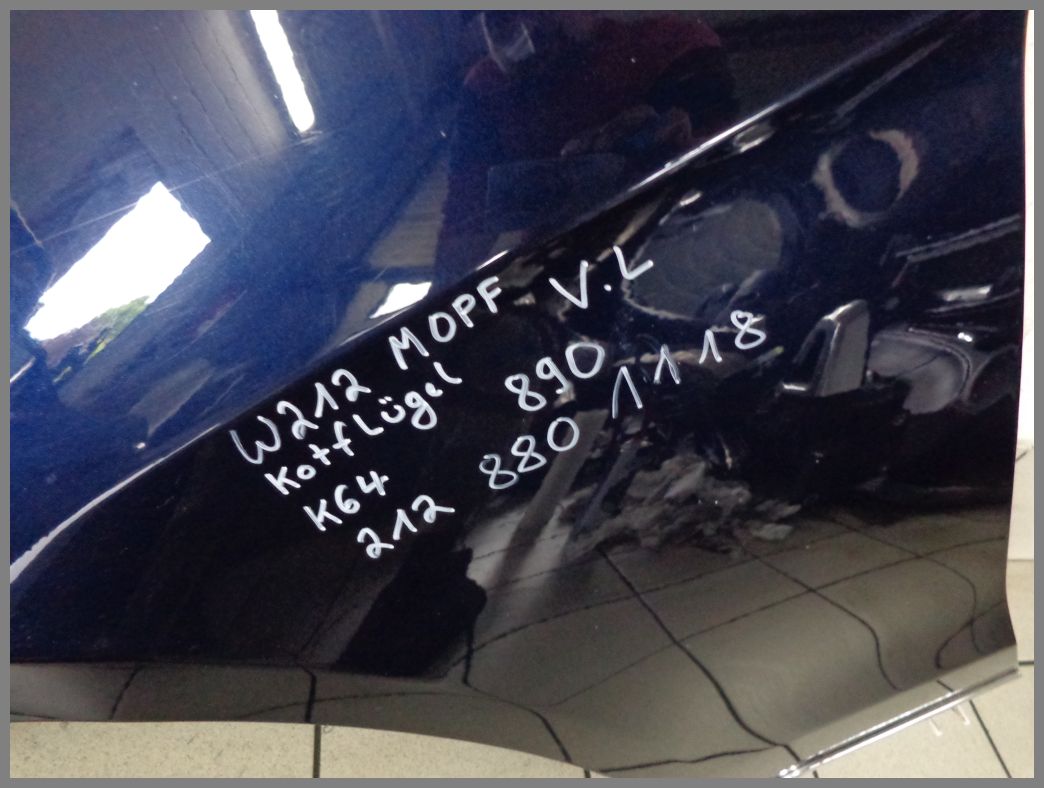 W212 MOPF V.L
Kotflügel 890
K64
212 880 11 18